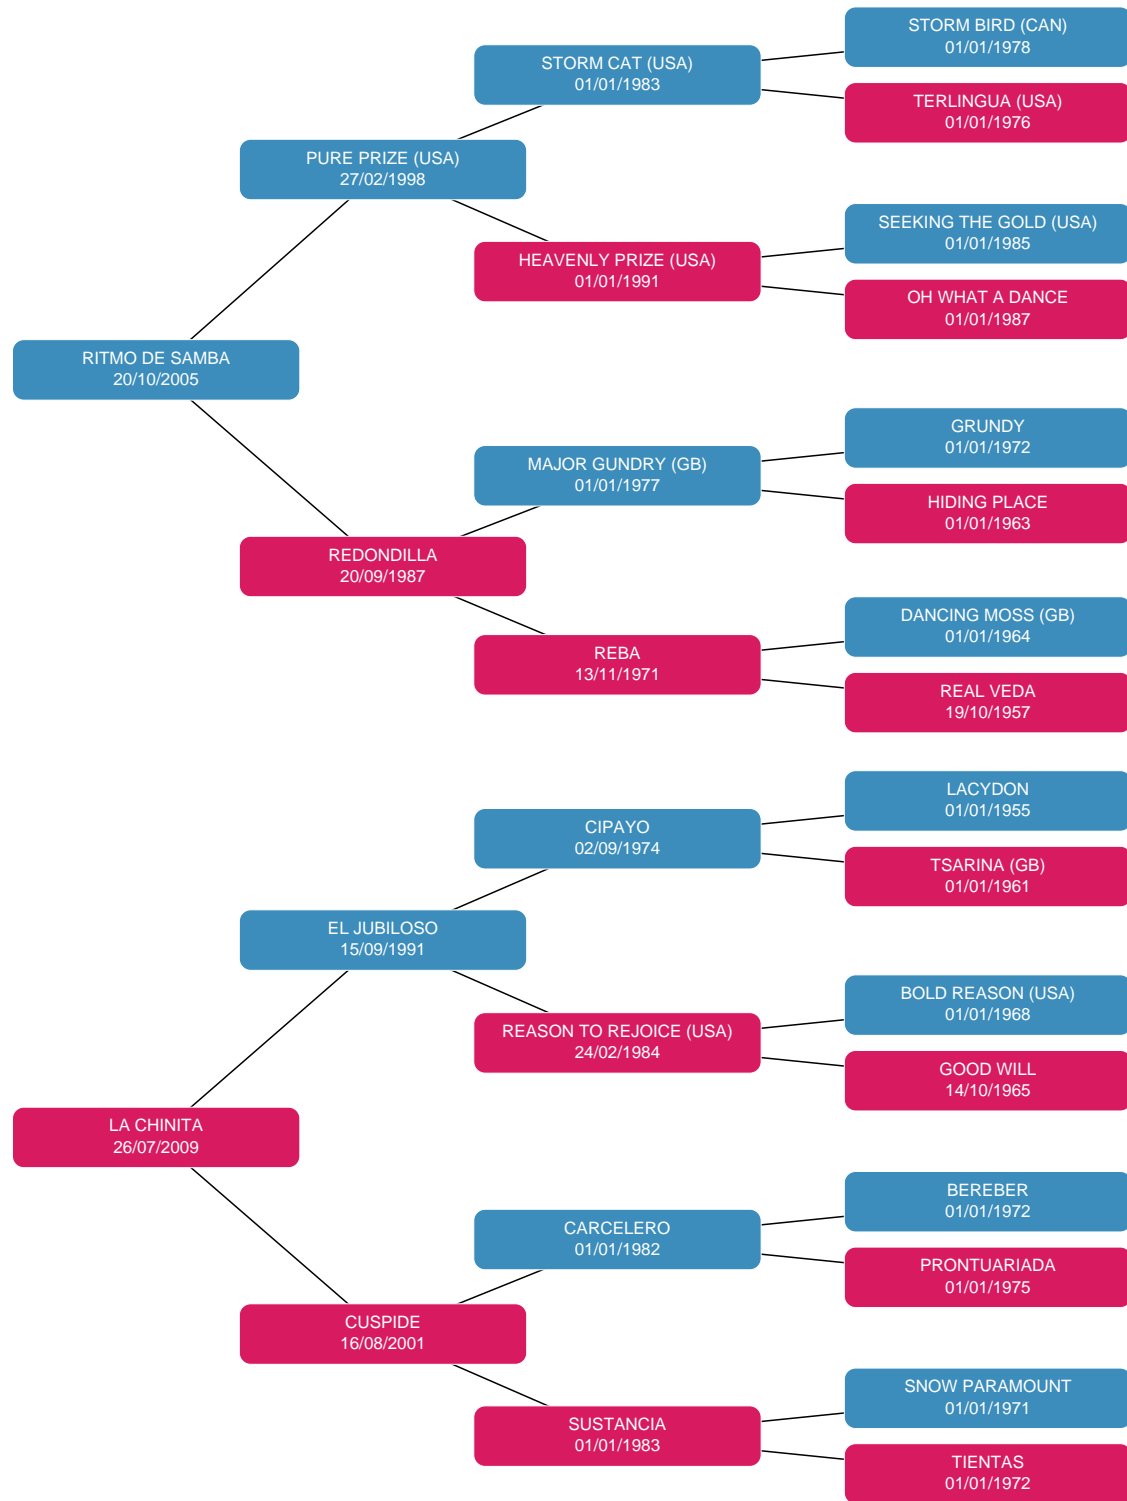 STORM BIRD (CAN)
01/01/1978
STORM CAT (USA)
01/01/1983
TERLINGUA (USA)
01/01/1976
PURE PRIZE (USA)
27/02/1998
SEEKING THE GOLD (USA)
01/01/1985
HEAVENLY PRIZE (USA)
01/01/1991
OH WHAT A DANCE
01/01/1987
RITMO DE SAMBA
20/10/2005
GRUNDY
01/01/1972
MAJOR GUNDRY (GB)
01/01/1977
HIDING PLACE
01/01/1963
REDONDILLA
20/09/1987
DANCING MOSS (GB)
01/01/1964
REBA
13/11/1971
REAL VEDA
19/10/1957
LACYDON
01/01/1955
CIPAYO
02/09/1974
TSARINA (GB)
01/01/1961
EL JUBILOSO
15/09/1991
BOLD REASON (USA)
01/01/1968
REASON TO REJOICE (USA)
24/02/1984
GOOD WILL
14/10/1965
LA CHINITA
26/07/2009
BEREBER
01/01/1972
CARCELERO
01/01/1982
PRONTUARIADA
01/01/1975
CUSPIDE
16/08/2001
SNOW PARAMOUNT
01/01/1971
SUSTANCIA
01/01/1983
TIENTAS
01/01/1972